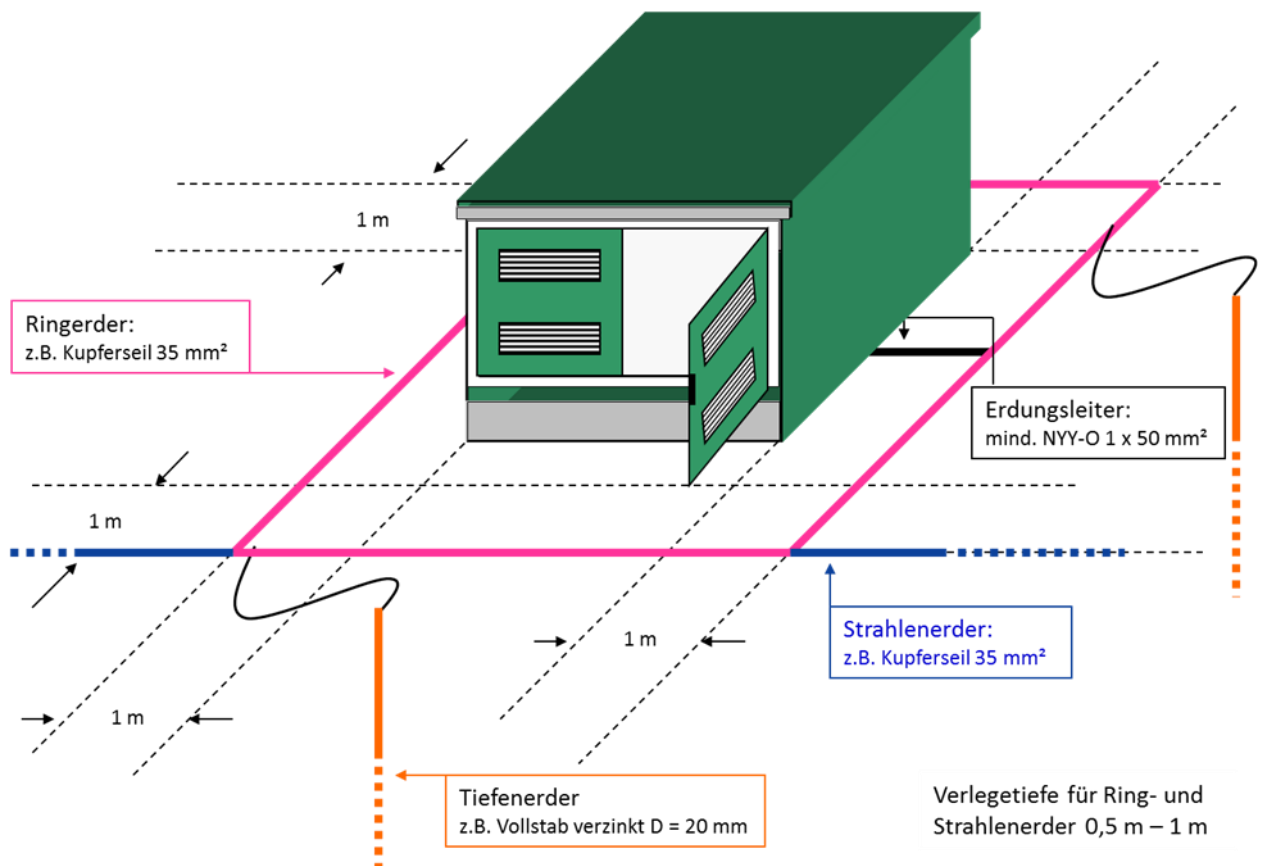 1 m
Ringerder:
z.B. Kupferseil 35 mm²
Erdungsleiter:
mind. NYY-O 1 x 50 mm²
1 m
Strahlenerder:
z.B. Kupferseil 35 mm²
1 m
1 m
Tiefenerder
z.B. Vollstab verzinkt D = 20 mm
Verlegetiefe für Ring- und
Strahlenerder 0,5 m – 1 m